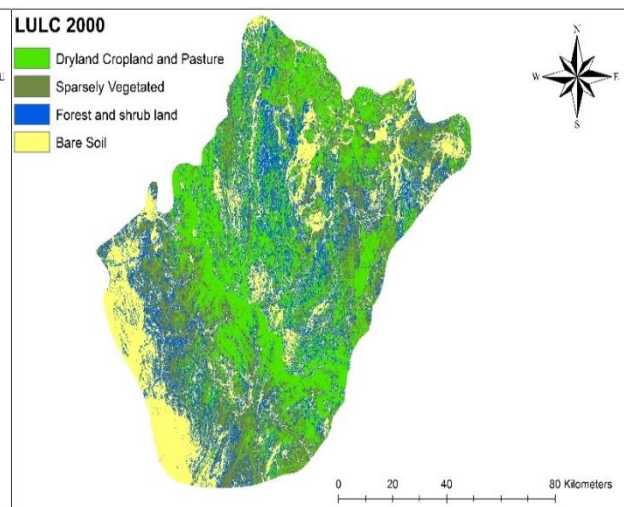 LULC 2000
Dryland Cropland and Pasture
Sparsely Vegetated
Forest and shrub land
Bare Soil
N
W E
S
0 20 40 80 Kilometers